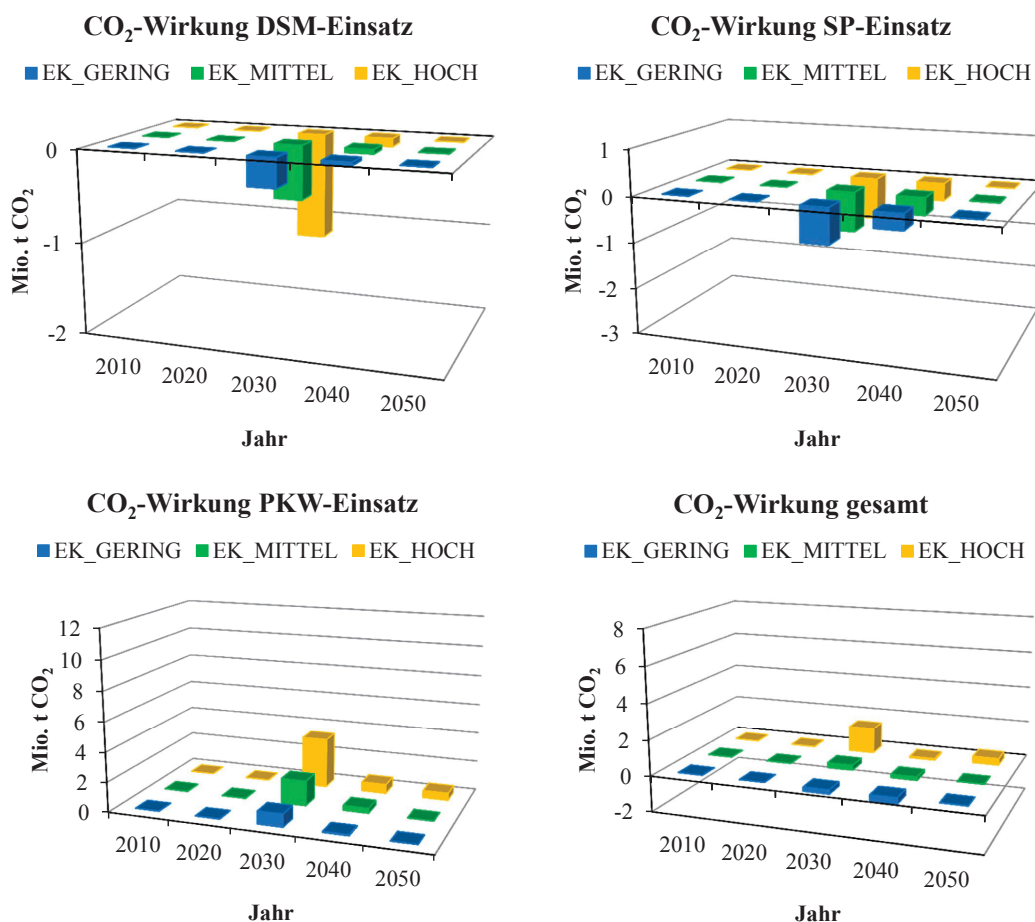 CO₂-Wirkung DSM-Einsatz
EK_GERING EK_MITTEL EK_HOCH
Mio. t CO₂
0
-1
-2
2010 2020 2030 2040 2050
Jahr
CO₂-Wirkung SP-Einsatz
EK_GERING EK_MITTEL EK_HOCH
Mio. t CO₂
1
0
-1
-2
-3
2010 2020 2030 2040 2050
Jahr
CO₂-Wirkung PKW-Einsatz
EK_GERING EK_MITTEL EK_HOCH
Mio. t CO₂
12
10
8
6
4
2
0
2010 2020 2030 2040 2050
Jahr
CO₂-Wirkung gesamt
EK_GERING EK_MITTEL EK_HOCH
Mio. t CO₂
8
6
4
2
0
-2
2010 2020 2030 2040 2050
Jahr